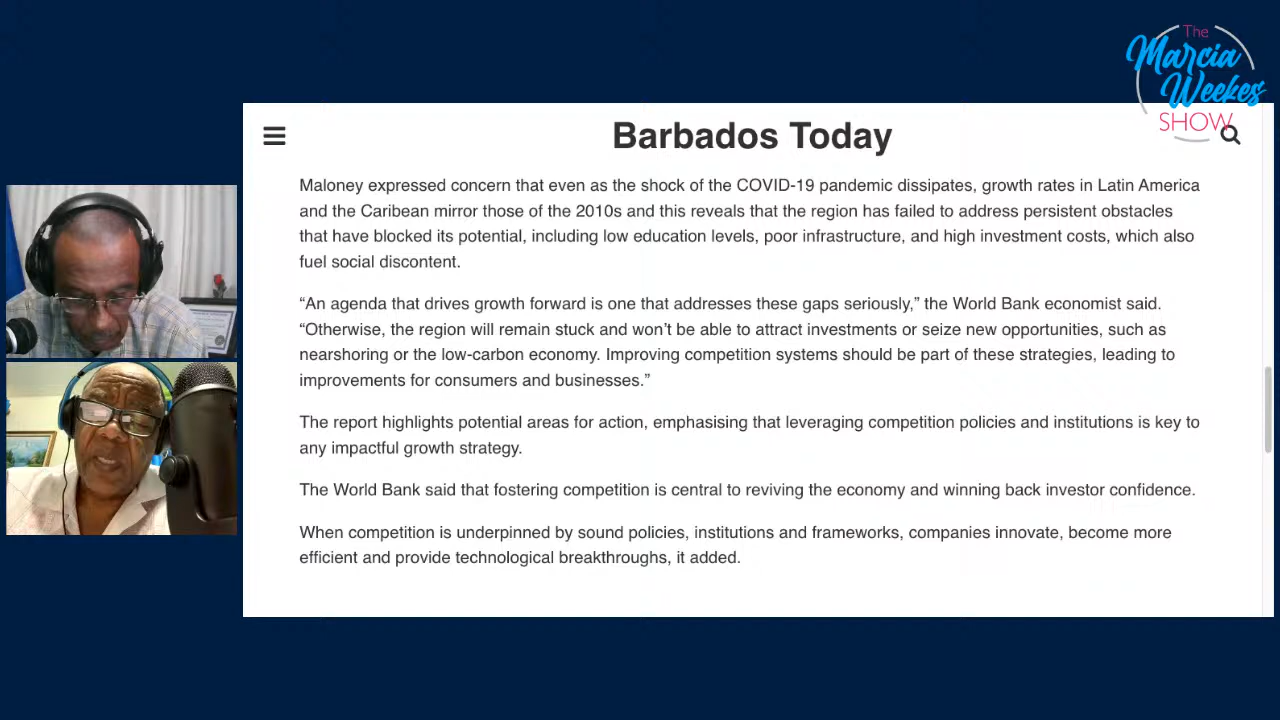 The
Marcia
Weekes
SHOW
Barbados Today
Maloney expressed concern that even as the shock of the COVID-19 pandemic dissipates, growth rates in Latin America
and the Caribean mirror those of the 2010s and this reveals that the region has failed to address persistent obstacles
that have blocked its potential, including low education levels, poor infrastructure, and high investment costs, which also
fuel social discontent.
“An agenda that drives growth forward is one that addresses these gaps seriously,” the World Bank economist said.
“Otherwise, the region will remain stuck and won’t be able to attract investments or seize new opportunities, such as
nearshoring or the low-carbon economy. Improving competition systems should be part of these strategies, leading to
improvements for consumers and businesses.”
The report highlights potential areas for action, emphasising that leveraging competition policies and institutions is key to
any impactful growth strategy.
The World Bank said that fostering competition is central to reviving the economy and winning back investor confidence.
When competition is underpinned by sound policies, institutions and frameworks, companies innovate, become more
efficient and provide technological breakthroughs, it added.